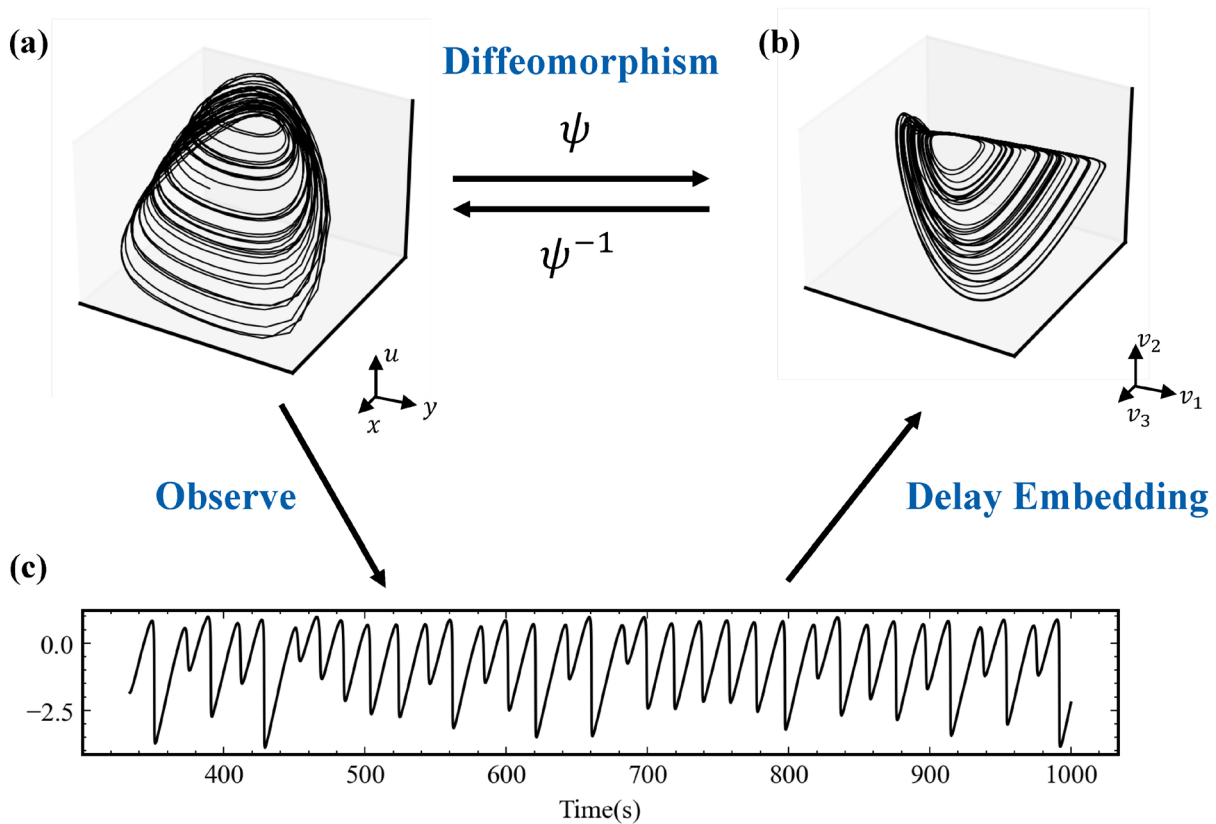 (a)
(b)
Diffeomorphism
ψ
ψ⁻¹
u
y
x
v₂
v₁
v₃
Observe
Delay Embedding
(c)
0.0
−2.5
400 500 600 700 800 900 1000
Time(s)